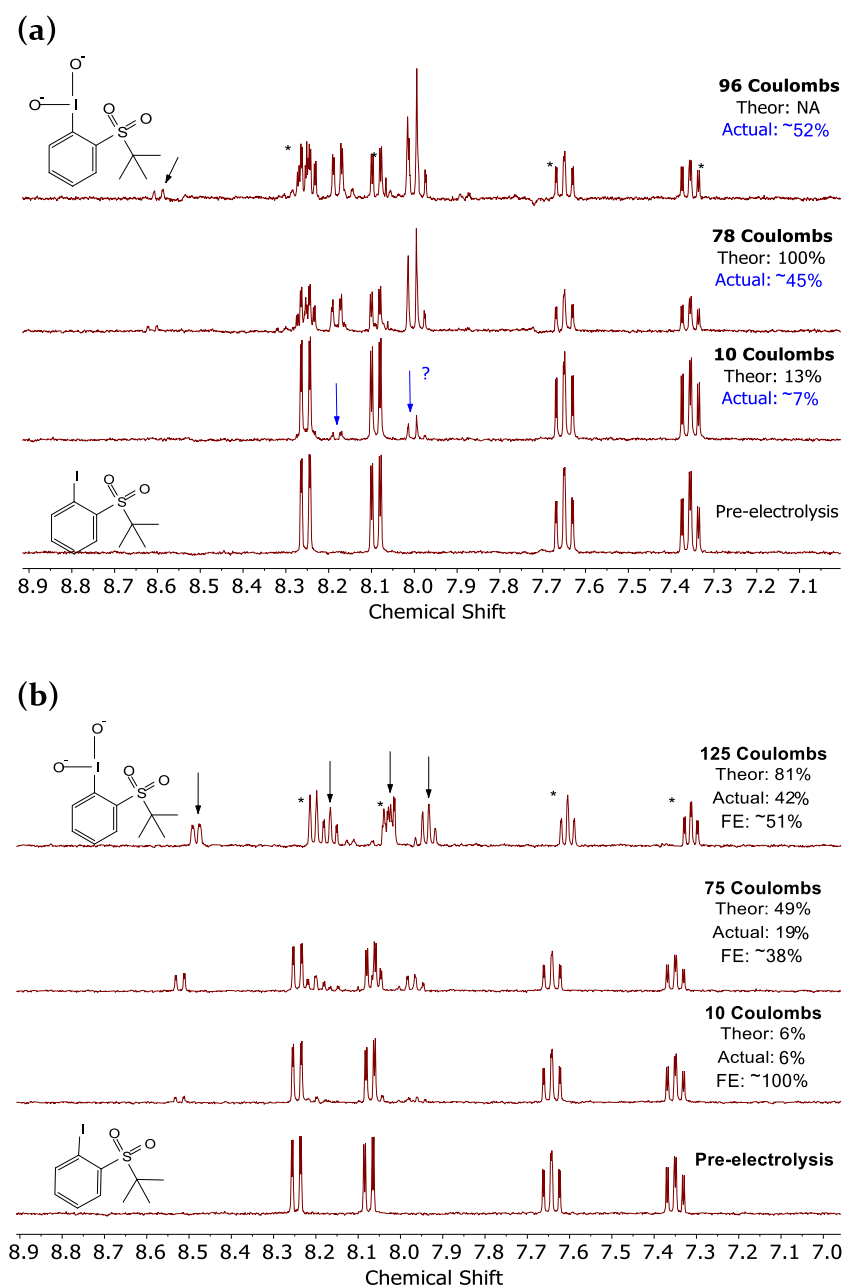 (a)
O-
O-
I
O
O
S
96 Coulombs
Theor: NA
Actual: ~52%
*
*
*
*
78 Coulombs
Theor: 100%
Actual: ~45%
10 Coulombs
Theor: 13%
Actual: ~7%
?
I
O
O
S
Pre-electrolysis
8.9 8.8 8.7 8.6 8.5 8.4 8.3 8.2 8.1 8.0 7.9 7.8 7.7 7.6 7.5 7.4 7.3 7.2 7.1
Chemical Shift
(b)
O-
O-
I
O
O
S
125 Coulombs
Theor: 81%
Actual: 42%
FE: ~51%
*
*
*
*
75 Coulombs
Theor: 49%
Actual: 19%
FE: ~38%
10 Coulombs
Theor: 6%
Actual: 6%
FE: ~100%
I
O
O
S
Pre-electrolysis
8.9 8.8 8.7 8.6 8.5 8.4 8.3 8.2 8.1 8.0 7.9 7.8 7.7 7.6 7.5 7.4 7.3 7.2 7.1 7.0
Chemical Shift